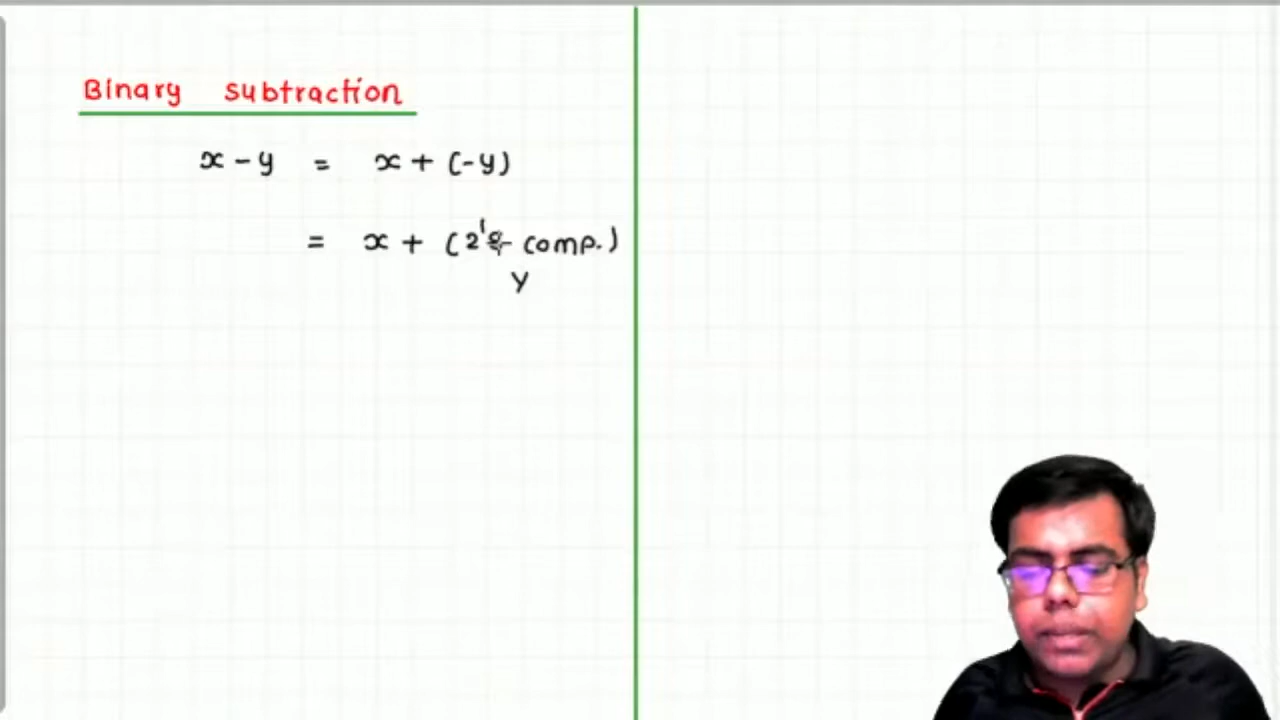 Binary subtraction
x - y = x + (-y)
= x + (2's comp.)
y